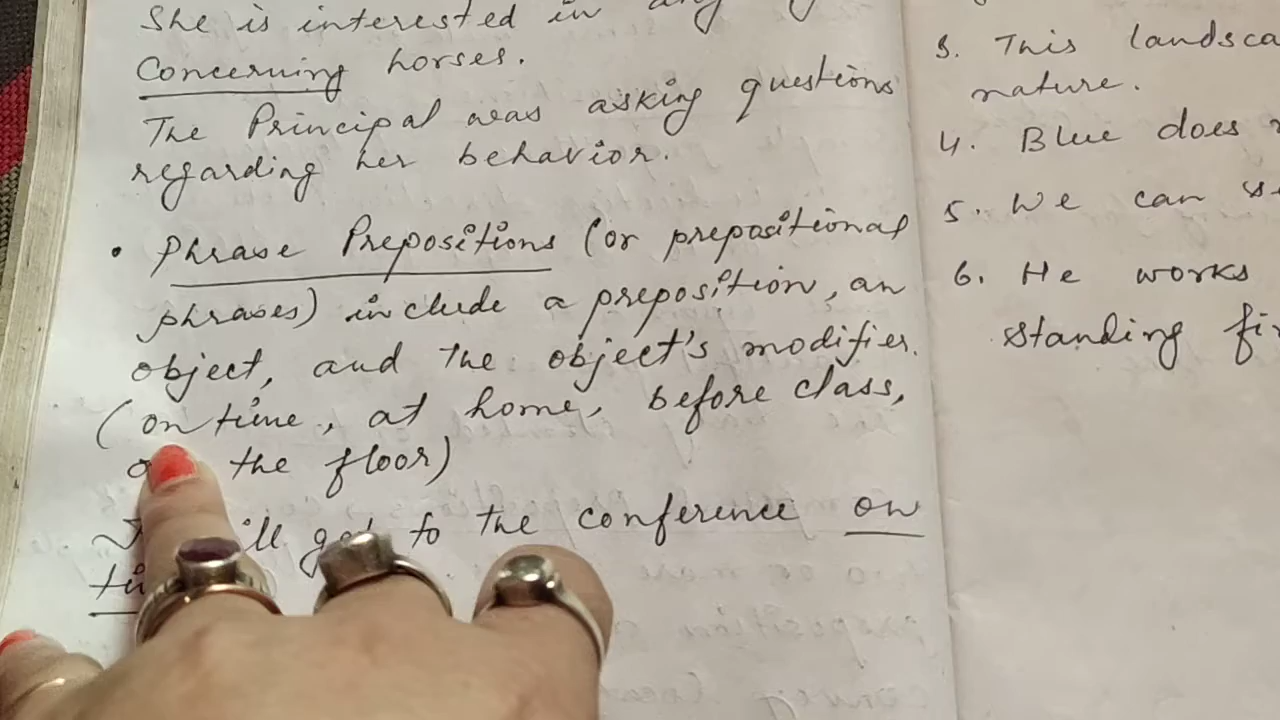 She is interested in any
Concerning horses.
The Principal was asking questions
regarding her behavior.
• Phrase Prepositions (or prepositional
phrases) include a preposition, an
object, and the object's modifier.
(on time, at home, before class,
the floor)
to the conference on
3. This
nature.
4. Blue does
5. We can
6. He works
standing